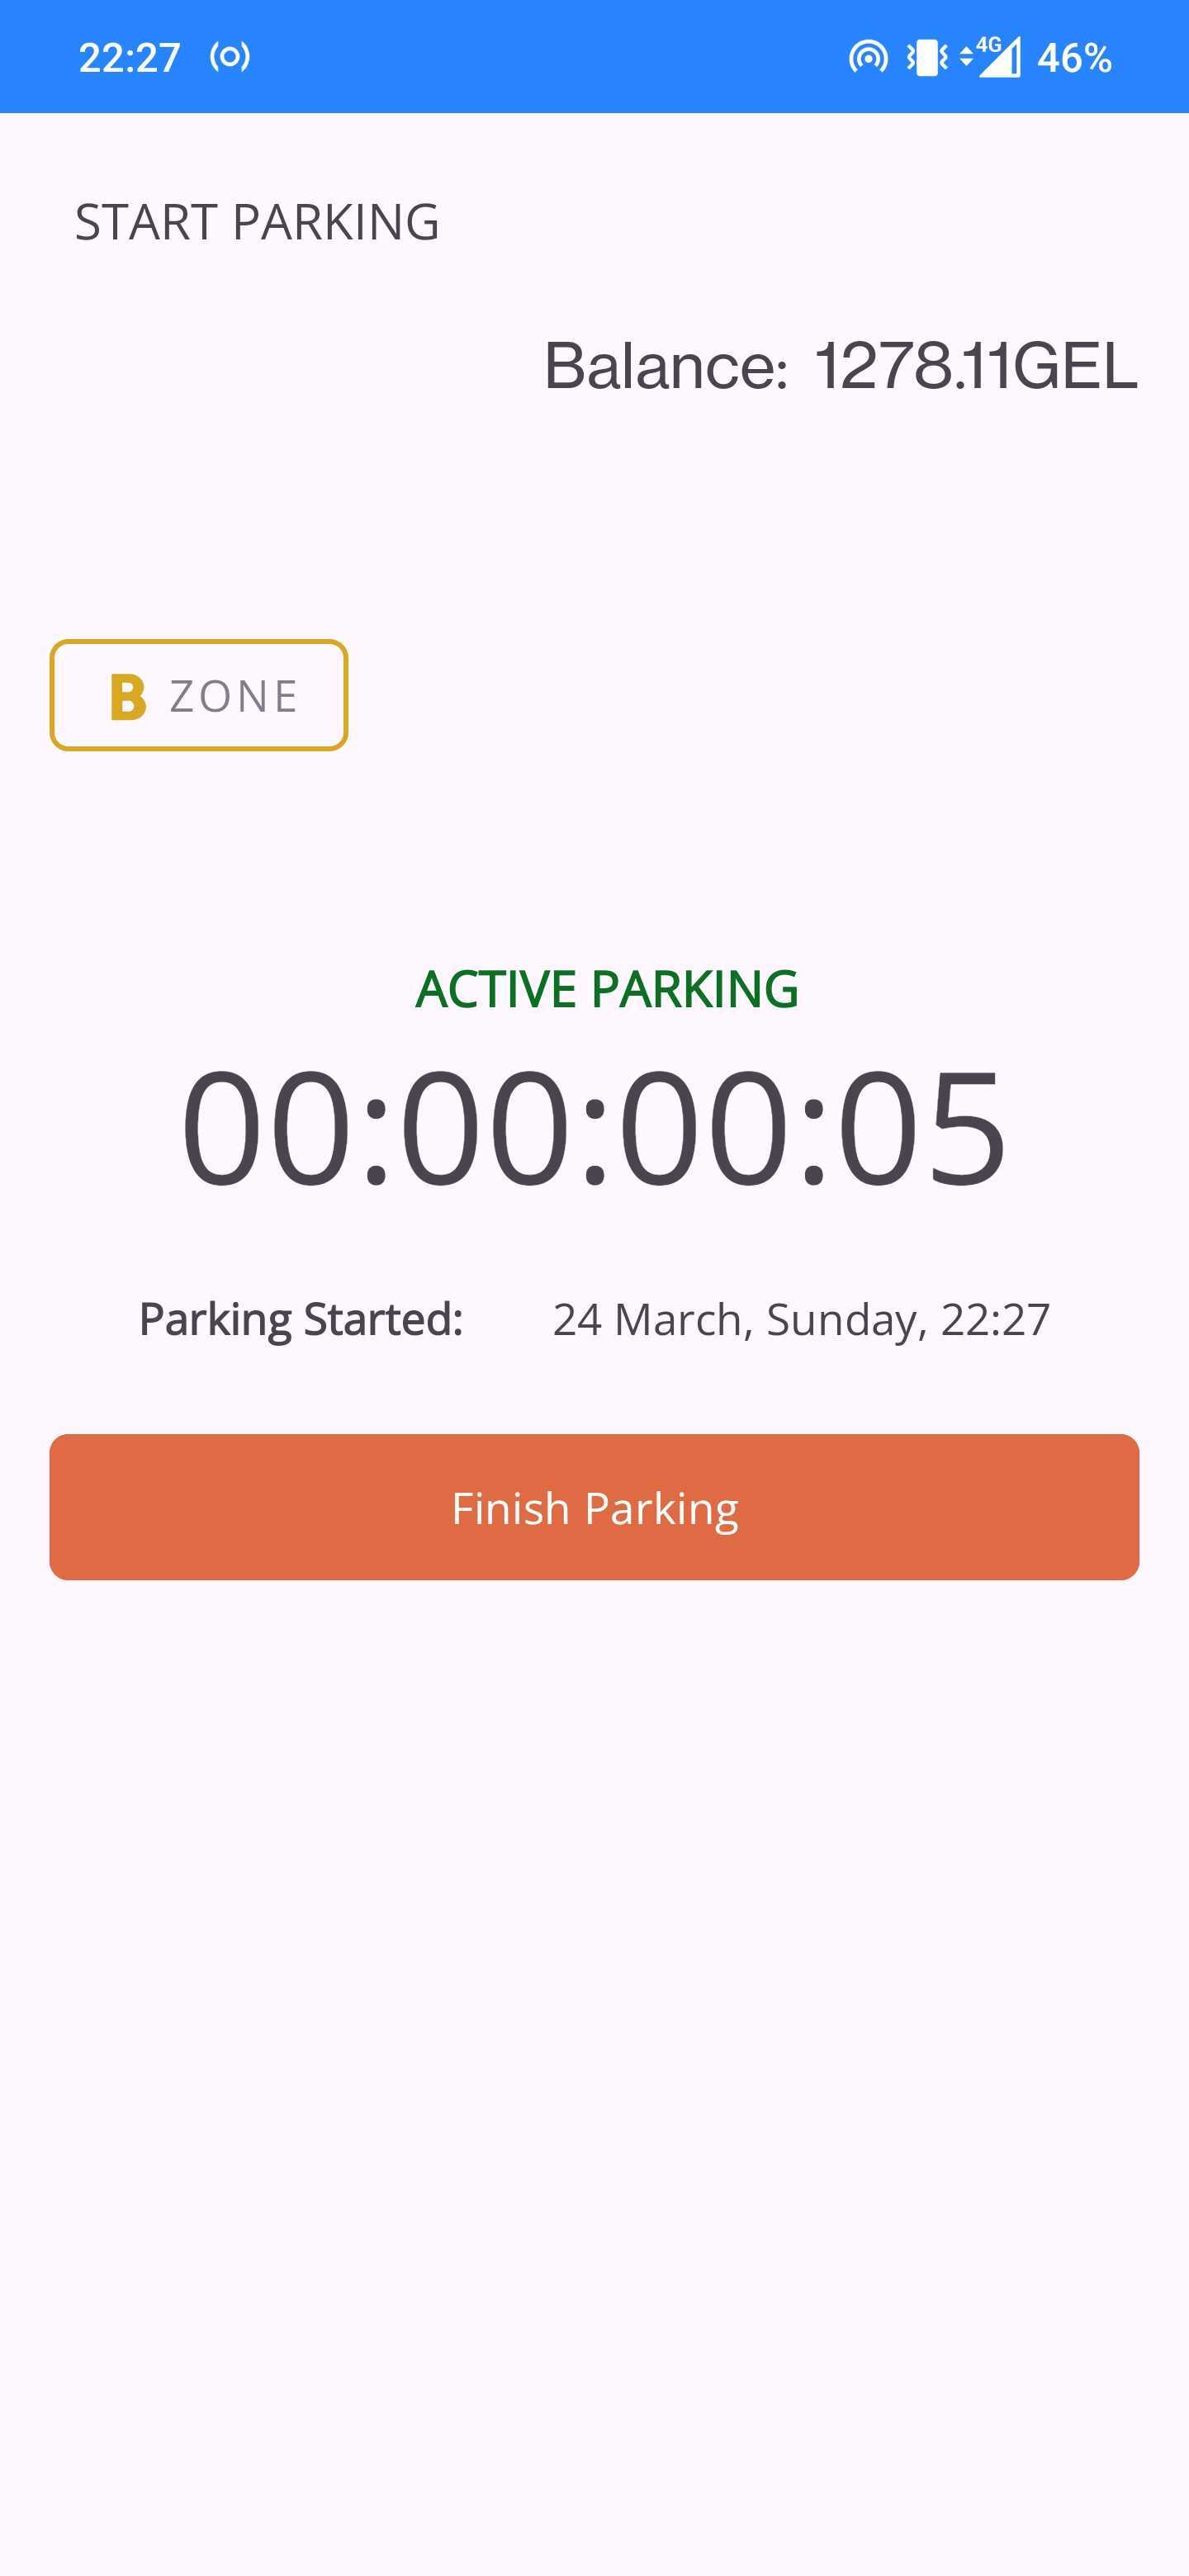 22:27 4G 46%
START PARKING
Balance: 1278.11GEL
B ZONE
ACTIVE PARKING
00:00:00:05
Parking Started: 24 March, Sunday, 22:27
Finish Parking